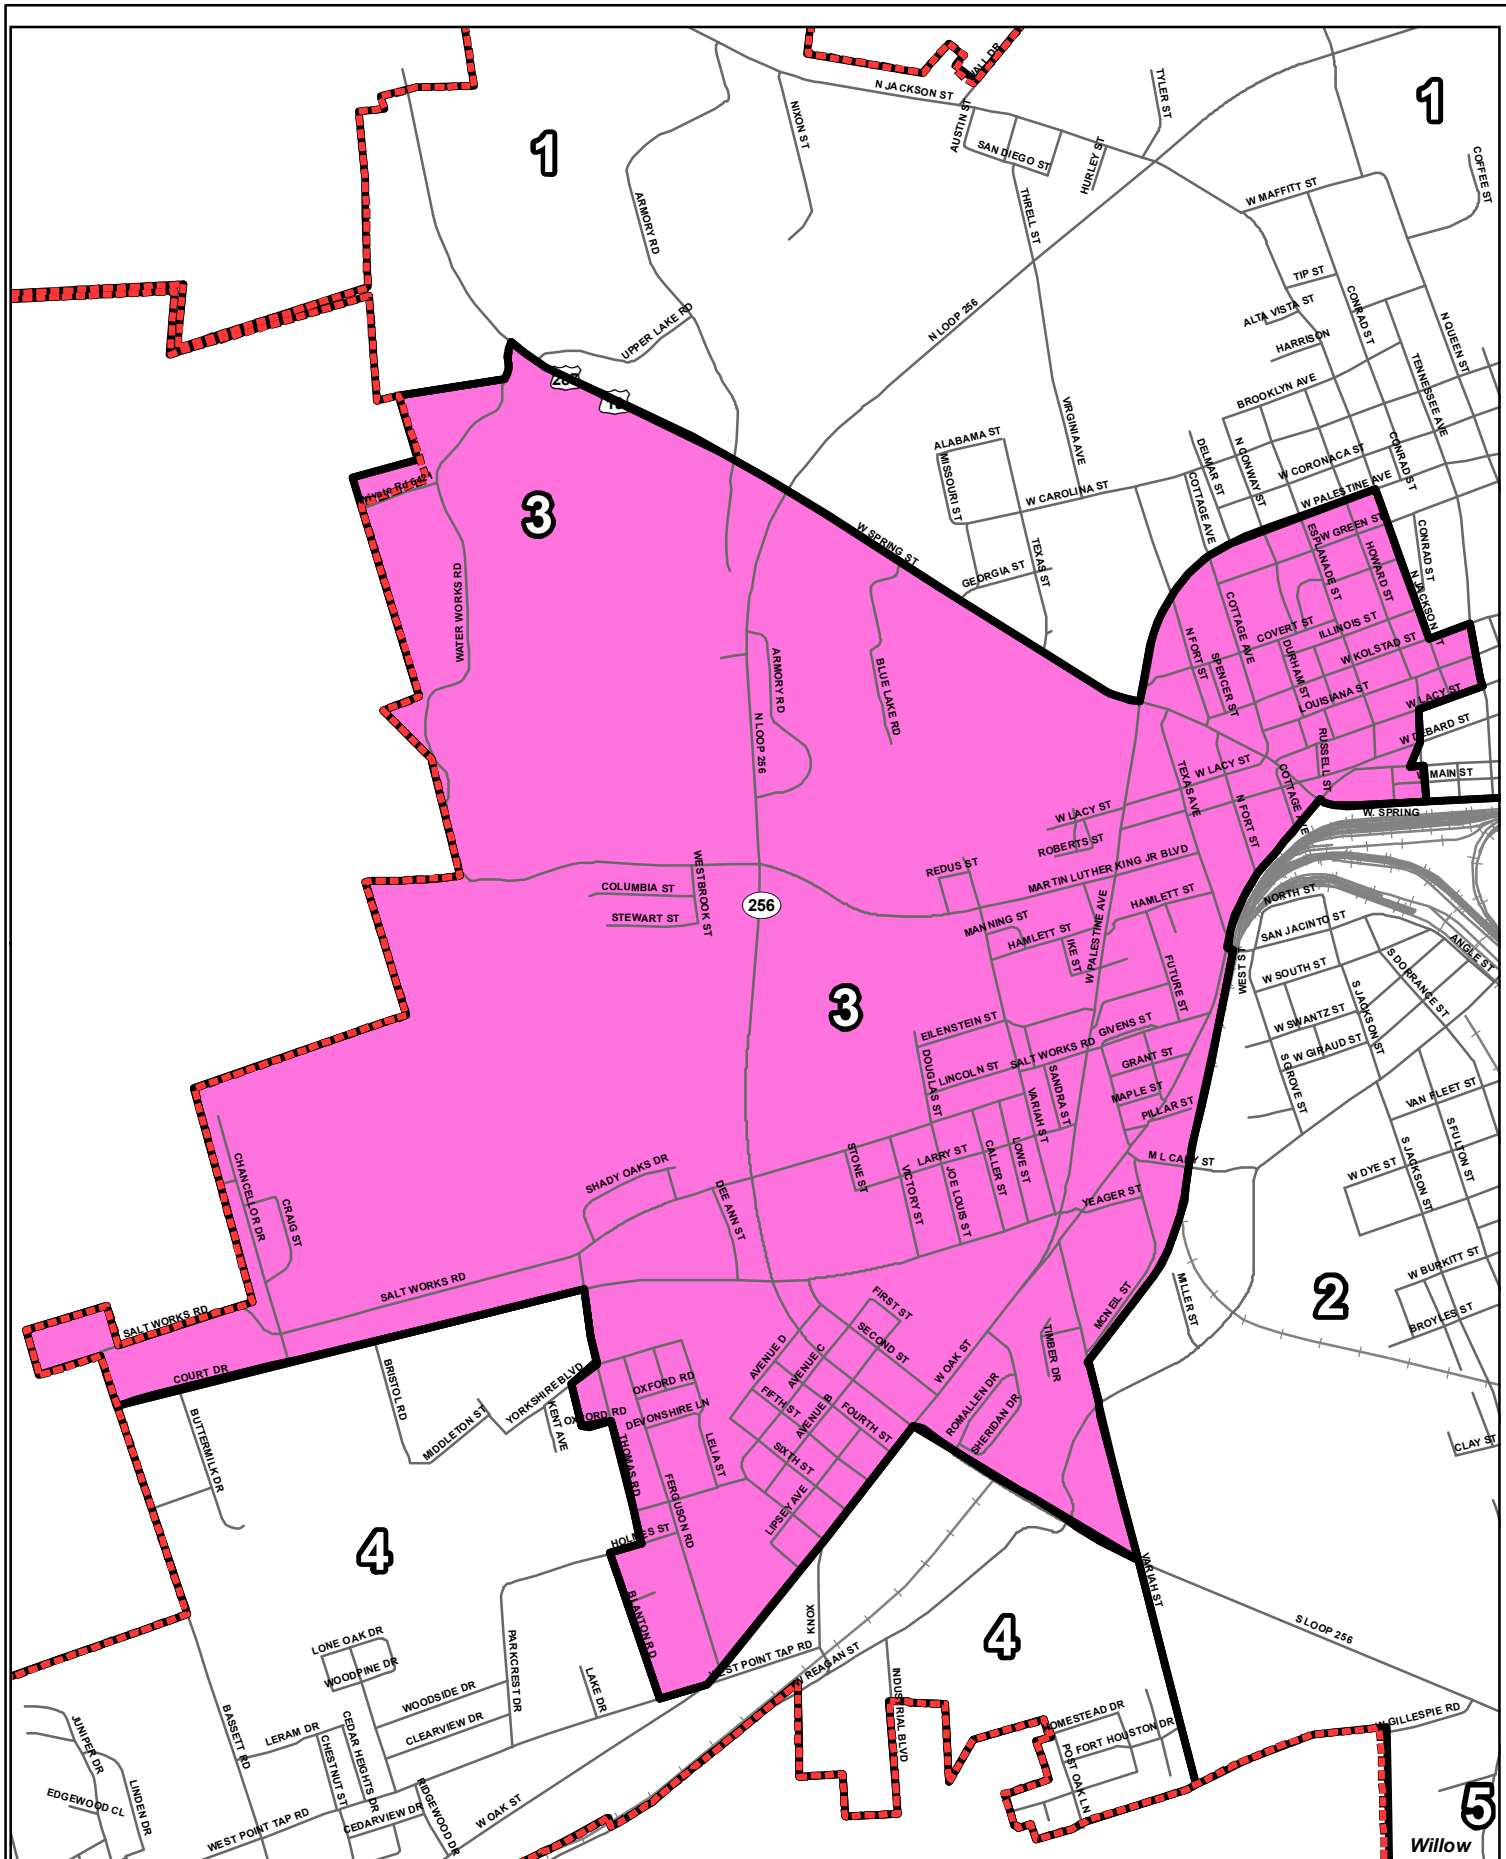 WALL DR
N JACKSON ST
TYLER ST
1
NIXON ST
AUSTIN ST
SAN DIEGO ST
HURLEY ST
COFFEE ST
1
W MAFFITT ST
ARMORY RD
THRELL ST
TIP ST
ALTA VISTA ST
CONRAD ST
N QUEEN ST
UPPER LAKE RD
N LOOP 256
HARRISON
TENNESSEE AVE
287
19
BROOKLYN AVE
VIRGINIA AVE
ALABAMA ST
MISSOURI ST
DELMAR ST
N CONWAY ST
W CORONACA ST
CONRAD ST
W CAROLINA ST
COTTAGE AVE
W PALESTINE AVE
3
W SPRING ST
W GREEN ST
ESPLANADE ST
HOWARD ST
CONRAD ST
TEXAS ST
GEORGIA ST
N JACKSON ST
WATER WORKS RD
COTTAGE AVE
COVERT ST
ILLINOIS ST
N FORT ST
SPENCER ST
DURHAM ST
W KOLSTAD ST
ARMORY RD
BLUE LAKE RD
LOUISIANA ST
W LACY ST
N LOOP 256
RUSSELL ST
W DEBARD ST
W LACY ST
TEXAS AVE
COTTAGE AVE
W MAIN ST
W LACY ST
N FORT ST
W. SPRING
ROBERTS ST
REDUS ST
MARTIN LUTHER KING JR BLVD
COLUMBIA ST
WESTBROOK ST
STEWART ST
256
HAMLETT ST
NORTH ST
MANNING ST
HAMLETT ST
IKE ST
W PALESTINE AVE
SAN JACINTO ST
ANGLE ST
WEST ST
W SOUTH ST
S DORRANCE ST
FUTURE ST
3
S JACKSON ST
EILENSTEIN ST
GIVENS ST
W SWANTZ ST
W GIRAUD ST
DOUGLAS ST
LINCOLN ST
SALT WORKS RD
GRANT ST
S GROVE ST
SANDRA ST
VARIAH ST
MAPLE ST
PILLAR ST
VAN FLEET ST
S FULTON ST
STONE ST
LARRY ST
CALLER ST
LOWE ST
M L CARY ST
S JACKSON ST
W DYE ST
SHADY OAKS DR
VICTORY ST
JOE LOUIS ST
YEAGER ST
CHANCELLOR DR
CRAIG ST
DEE ANN ST
SALT WORKS RD
SALT WORKS RD
W BURKITT ST
FIRST ST
MCNEIL ST
MILLER ST
2
BROYLES ST
COURT DR
AVENUE D
SECOND ST
AVENUE C
W OAK ST
TIMBER DR
BRISTOL RD
YORKSHIRE BLVD
OXFORD RD
FIFTH ST
AVENUE B
FOURTH ST
ROMALLEN DR
SHERIDAN DR
BUTTERMILK DR
MIDDLETON ST
KENT AVE
OXFORD RD
DEVONSHIRE LN
THOMAS RD
LELIA ST
SIXTH ST
CLAY ST
LIPSEY AVE
FERGUSON RD
4
HOLMES ST
VARIAH ST
BLANTON RD
KNOX
4
S LOOP 256
LONE OAK DR
WOODPINE DR
PARKCREST DR
WEST POINT TAP RD
W REAGAN ST
LAKE DR
INDUSTRIAL BLVD
WOODSIDE DR
CLEARVIEW DR
JUNIPER DR
BASSETT RD
LERAM DR
CEDAR HEIGHTS DR
CHESTNUT ST
HOMESTEAD DR
FORT HOUSTON DR
POST OAK LN
W GILLESPIE RD
EDGEWOOD CL
LINDEN DR
WEST POINT TAP RD
CEDARVIEW DR
RIDGEWOOD DR
W OAK ST
5
Willow